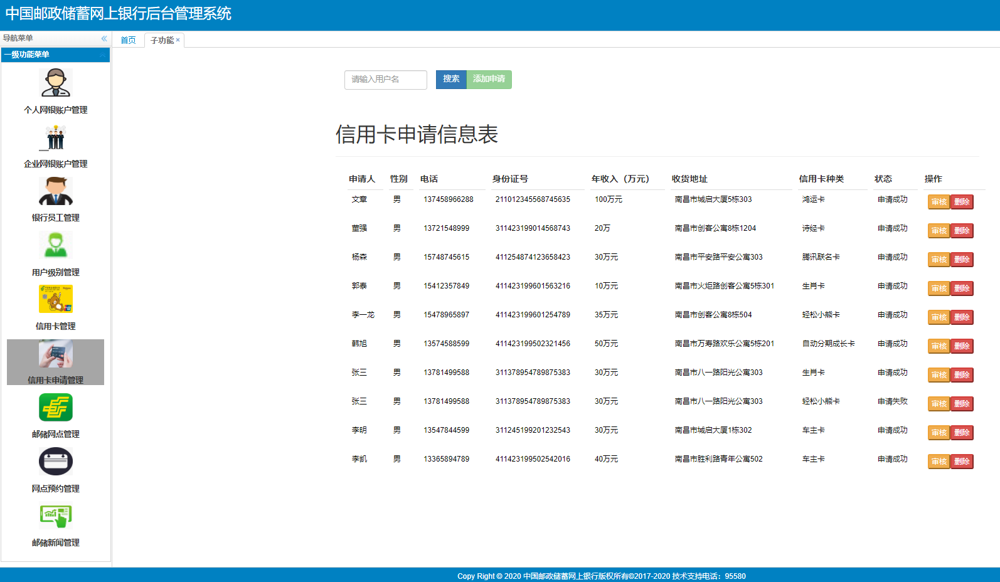 中国邮政储蓄网上银行后台管理系统
导航菜单
一级功能菜单
个人网银账户管理
企业网银账户管理
银行员工管理
用户级别管理
信用卡管理
信用卡申请管理
邮储网点管理
网点预约管理
邮储新闻管理
首页 子功能 ×
请输入用户名 搜索 添加申请
信用卡申请信息表
申请人 性别 电话 身份证号 年收入（万元） 收货地址 信用卡种类 状态 操作
文章 男 137458966288 211012345568745635 100万元 南昌市城启大厦5栋303 鸿运卡 申请成功 审核 删除
董强 男 13721548999 311423199014568743 20万 南昌市创客公寓8栋1204 诗经卡 申请成功 审核 删除
杨森 男 15748745615 411254874123658423 30万元 南昌市平安路平安公寓303 腾讯联名卡 申请成功 审核 删除
郭泰 男 15412357849 411423199601563216 10万元 南昌市火炬路创客公寓5栋301 生肖卡 申请成功 审核 删除
李一龙 男 15478965897 411423199601254789 35万元 南昌市创客公寓8栋504 轻松小熊卡 申请成功 审核 删除
韩旭 男 13574588599 411423199502321456 50万元 南昌市万寿路欢乐公寓5栋201 自动分期成长卡 申请成功 审核 删除
张三 男 13781499588 311378954789875383 30万元 南昌市八一路阳光公寓303 生肖卡 申请成功 审核 删除
张三 男 13781499588 311378954789875383 30万元 南昌市八一路阳光公寓303 轻松小熊卡 申请失败 审核 删除
李明 男 13547844599 311245199201232543 30万元 南昌市城启大厦1栋302 车主卡 申请成功 审核 删除
李凯 男 13365894789 411423199502542016 40万元 南昌市胜利路青年公寓502 车主卡 申请成功 审核 删除
Copy Right © 2020 中国邮政储蓄网上银行版权所有©2017-2020 技术支持电话：95580